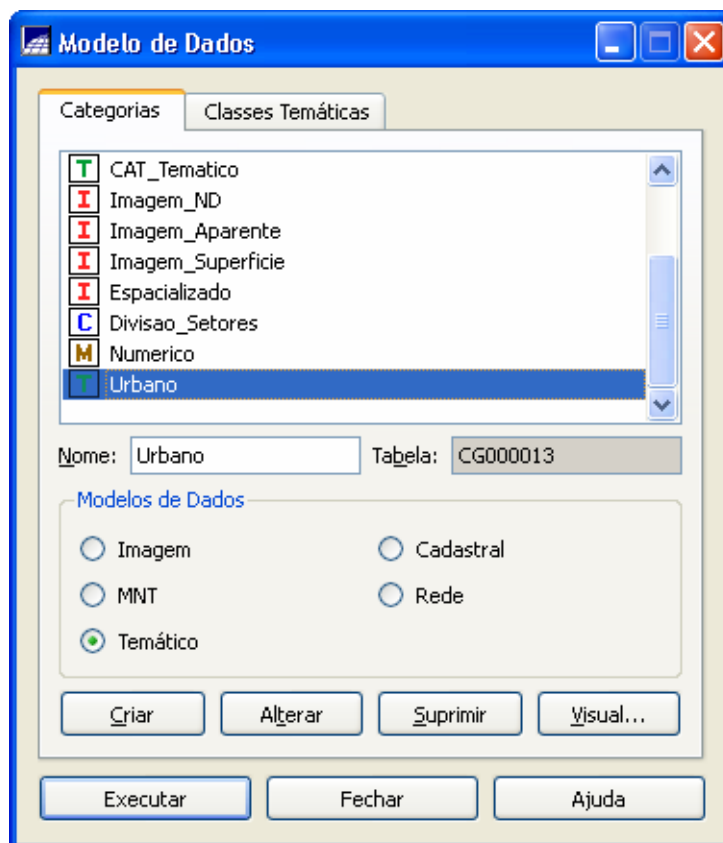 Modelo de Dados
Categorias Classes Temáticas
T CAT_Tematico
I Imagem_ND
I Imagem_Aparente
I Imagem_Superficie
I Espacializado
C Divisao_Setores
M Numerico
T Urbano
Nome: Urbano Tabela: CG000013
Modelos de Dados
Imagem Cadastral
MNT Rede
Temático
Criar Alterar Suprimir Visual...
Executar Fechar Ajuda